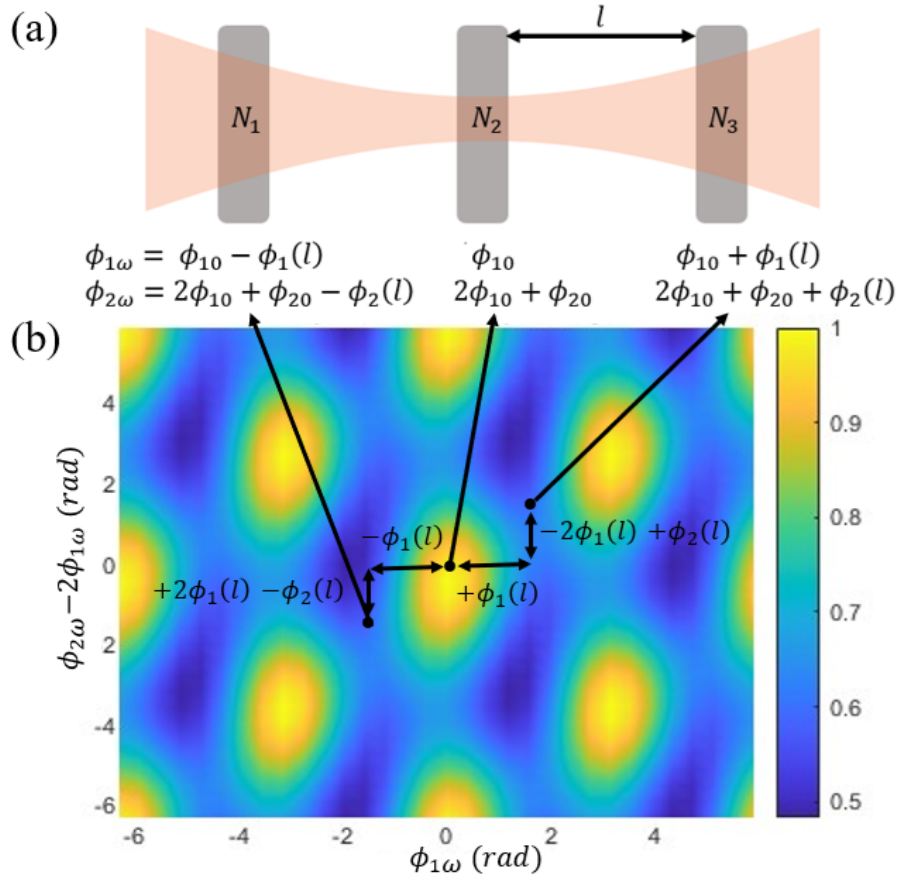 (a)
l
N₁
N₂
N₃
ϕ₁ω = ϕ₁₀ − ϕ₁(l)
ϕ₁₀
ϕ₁₀ + ϕ₁(l)
ϕ₂ω = 2ϕ₁₀ + ϕ₂₀ − ϕ₂(l)
2ϕ₁₀ + ϕ₂₀
2ϕ₁₀ + ϕ₂₀ + ϕ₂(l)
(b)
ϕ₂ω − 2ϕ₁ω (rad)
4
2
0
2
-4
-6
−ϕ₁(l)
−2ϕ₁(l) +ϕ₂(l)
+2ϕ₁(l) −ϕ₂(l)
+ϕ₁(l)
-6
-4
-2
0
2
4
ϕ₁ω (rad)
1
0.9
0.8
0.7
0.6
0.5